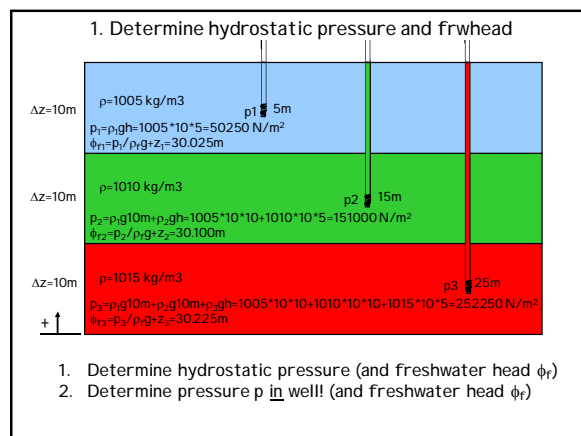 1. Determine hydrostatic pressure and frwhead
Δz=10m
ρ=1005 kg/m3
p1
5m
p₁=ρ₁gh=1005*10*5=50250 N/m²
ϕf1=p₁/ρfg+z₁=30.025m
Δz=10m
ρ=1010 kg/m3
p2
15m
p₂=ρ₁g10m+ρ₂gh=1005*10*10+1010*10*5=151000 N/m²
ϕf2=p₂/ρfg+z₂=30.100m
Δz=10m
ρ=1015 kg/m3
p3
25m
p₃=ρ₁g10m+ρ₂g10m+ρ₃gh=1005*10*10+1010*10*10+1015*10*5=252250 N/m²
ϕf3=p₃/ρfg+z₃=30.225m
+
1. Determine hydrostatic pressure (and freshwater head ϕf)
2. Determine pressure p in well! (and freshwater head ϕf)